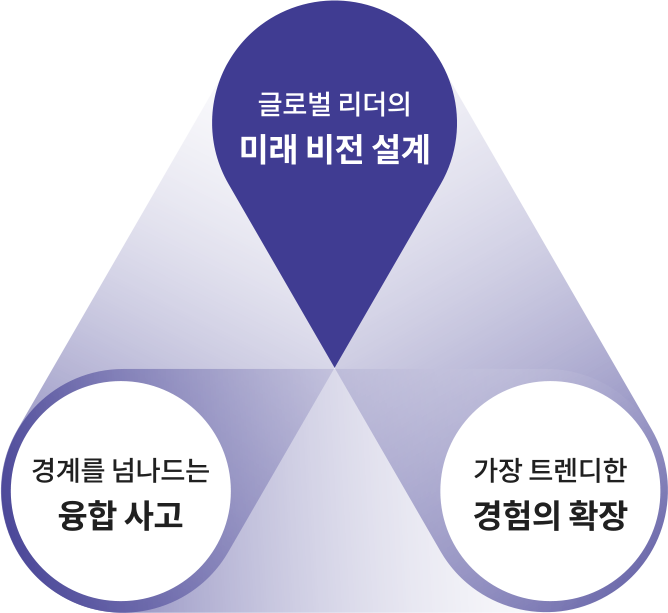 글로벌 리더의
미래 비전 설계
경계를 넘나드는
융합 사고
가장 트렌디한
경험의 확장